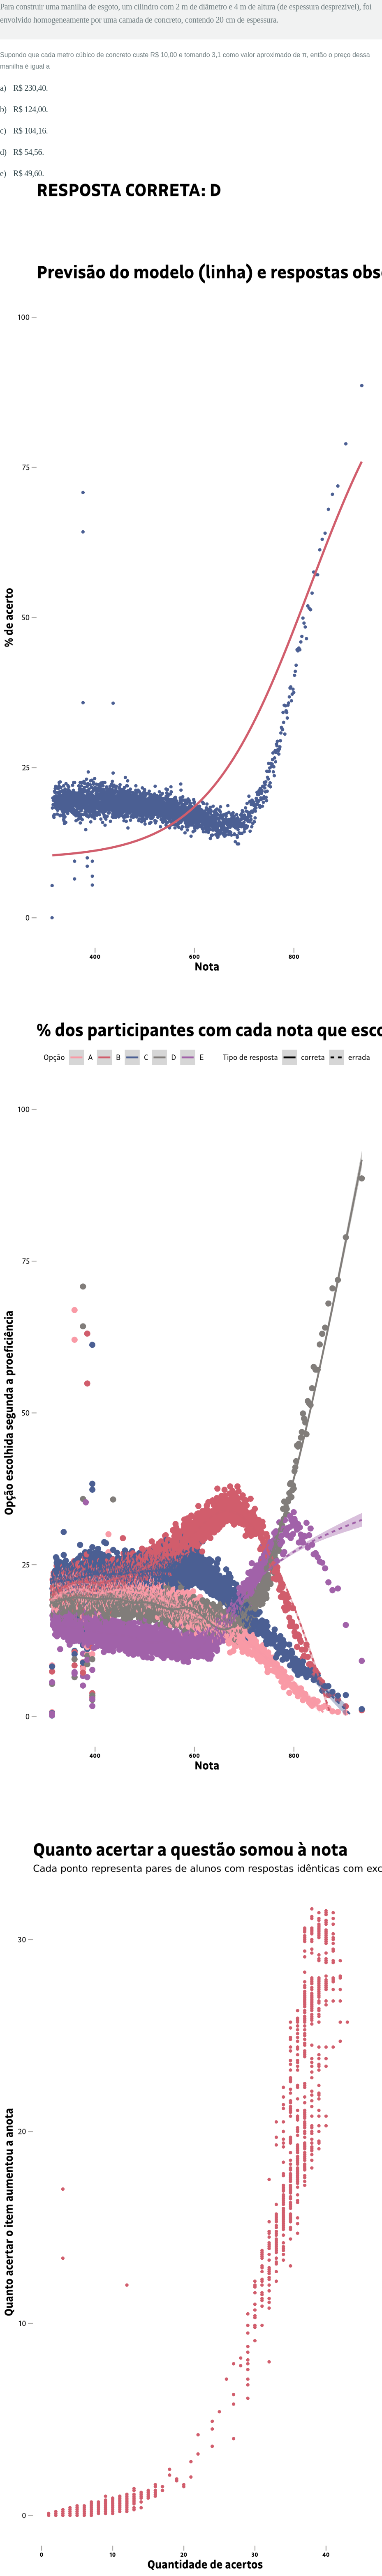 Para construir uma manilha de esgoto, um cilindro com 2 m de diâmetro e 4 m de altura (de espessura desprezível), foi
envolvido homogeneamente por uma camada de concreto, contendo 20 cm de espessura.
Supondo que cada metro cúbico de concreto custe R$ 10,00 e tomando 3,1 como valor aproximado de π, então o preço dessa
manilha é igual a
a) R$ 230,40.
b) R$ 124,00.
c) R$ 104,16.
d) R$ 54,56.
e) R$ 49,60.
RESPOSTA CORRETA: D
Previsão do modelo (linha) e respostas obs
100
75
50
25
0
% de acerto
400 600 800
Nota
% dos participantes com cada nota que esco
Opção A B C D E Tipo de resposta correta errada
100
75
50
25
0
Opção escolhida segunda a proeficiência
400 600 800
Nota
Quanto acertar a questão somou à nota
Cada ponto representa pares de alunos com respostas idênticas com exc
30
20
10
0
Quanto acertar o item aumentou a anota
0 10 20 30 40
Quantidade de acertos